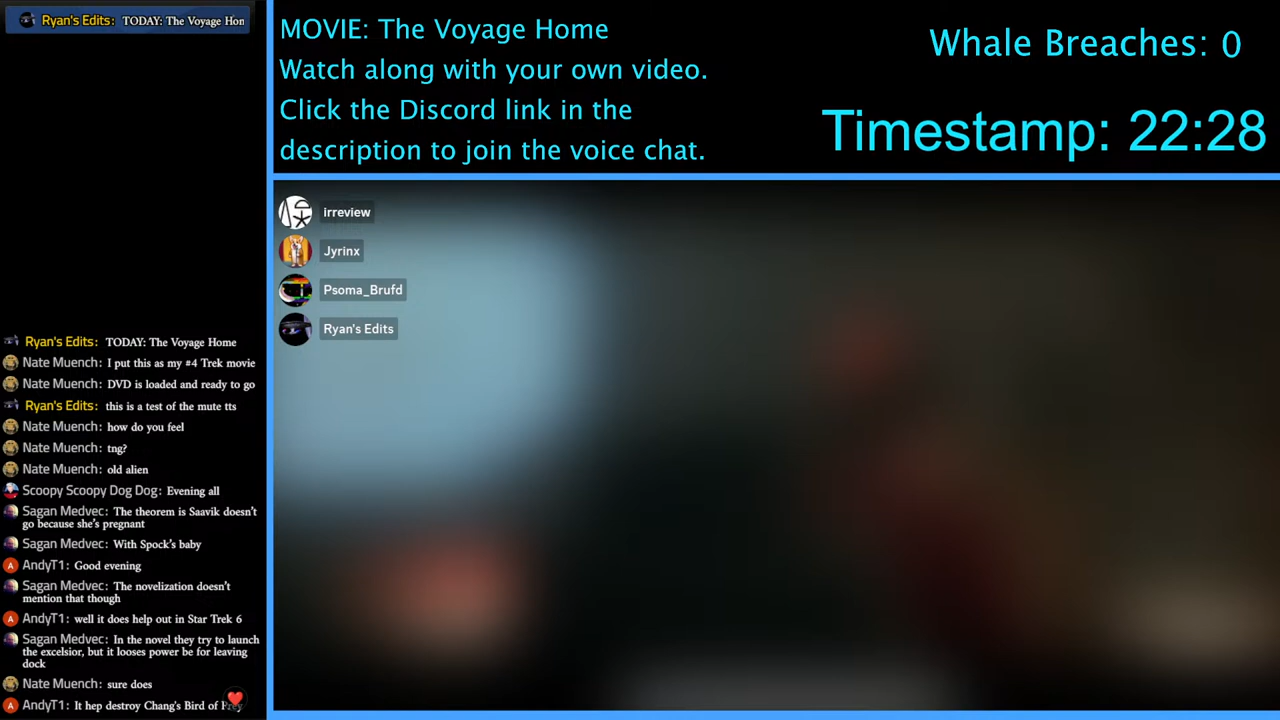 Ryan's Edits: TODAY: The Voyage Hon
MOVIE: The Voyage Home
Watch along with your own video.
Click the Discord link in the
description to join the voice chat.
Whale Breaches: 0
Timestamp: 22:28
irreview
Jyrinx
Psoma_Brufd
Ryan's Edits
Ryan's Edits: TODAY: The Voyage Home
Nate Muench: I put this as my #4 Trek movie
Nate Muench: DVD is loaded and ready to go
Ryan's Edits: this is a test of the mute tts
Nate Muench: how do you feel
Nate Muench: tng?
Nate Muench: old alien
Scoopy Scoopy Dog Dog: Evening all
Sagan Medvec: The theorem is Saavik doesn't
go because she's pregnant
Sagan Medvec: With Spock's baby
A AndyT1: Good evening
Sagan Medvec: The novelization doesn't
mention that though
A AndyT1: well it does help out in Star Trek 6
Sagan Medvec: In the novel they try to launch
the excelsior, but it looses power be for leaving
dock
Nate Muench: sure does
A AndyT1: It hep destroy Chang's Bird of Prey